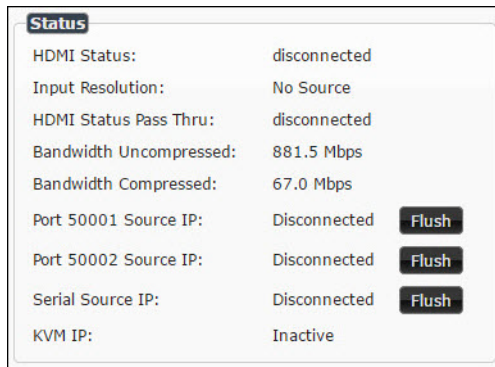 Status
HDMI Status: disconnected
Input Resolution: No Source
HDMI Status Pass Thru: disconnected
Bandwidth Uncompressed: 881.5 Mbps
Bandwidth Compressed: 67.0 Mbps
Port 50001 Source IP: Disconnected Flush
Port 50002 Source IP: Disconnected Flush
Serial Source IP: Disconnected Flush
KVM IP: Inactive